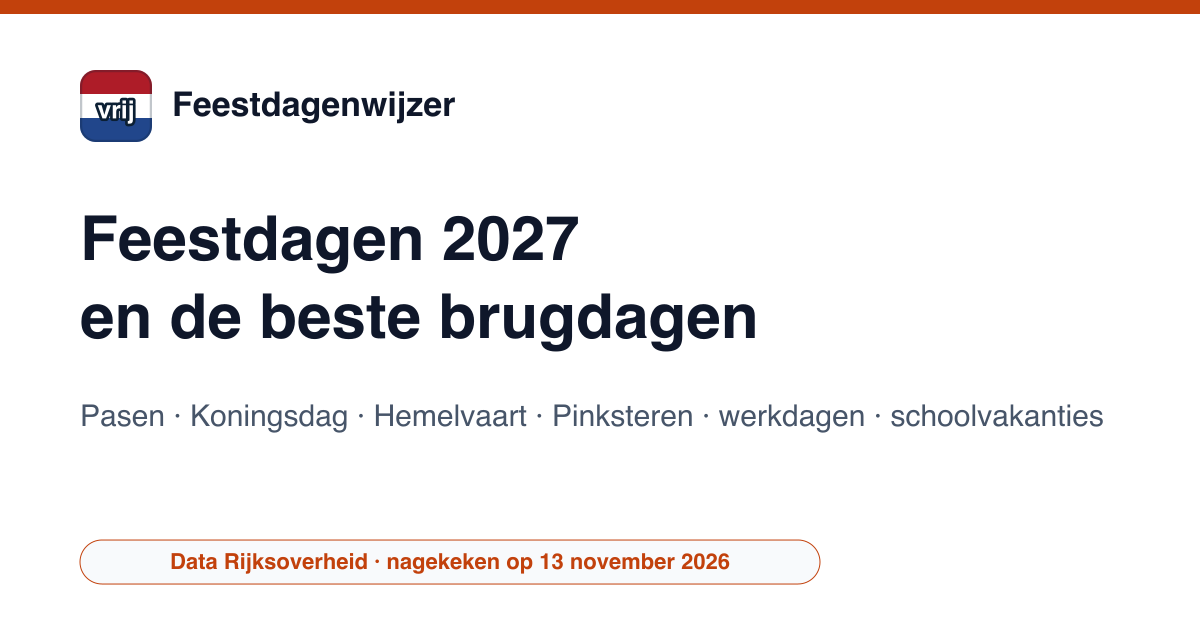 vrij
Feestdagenwijzer
Feestdagen 2027
en de beste brugdagen
Pasen · Koningsdag · Hemelvaart · Pinksteren · werkdagen · schoolvakanties
Data Rijksoverheid · nagekeken op 13 november 2026